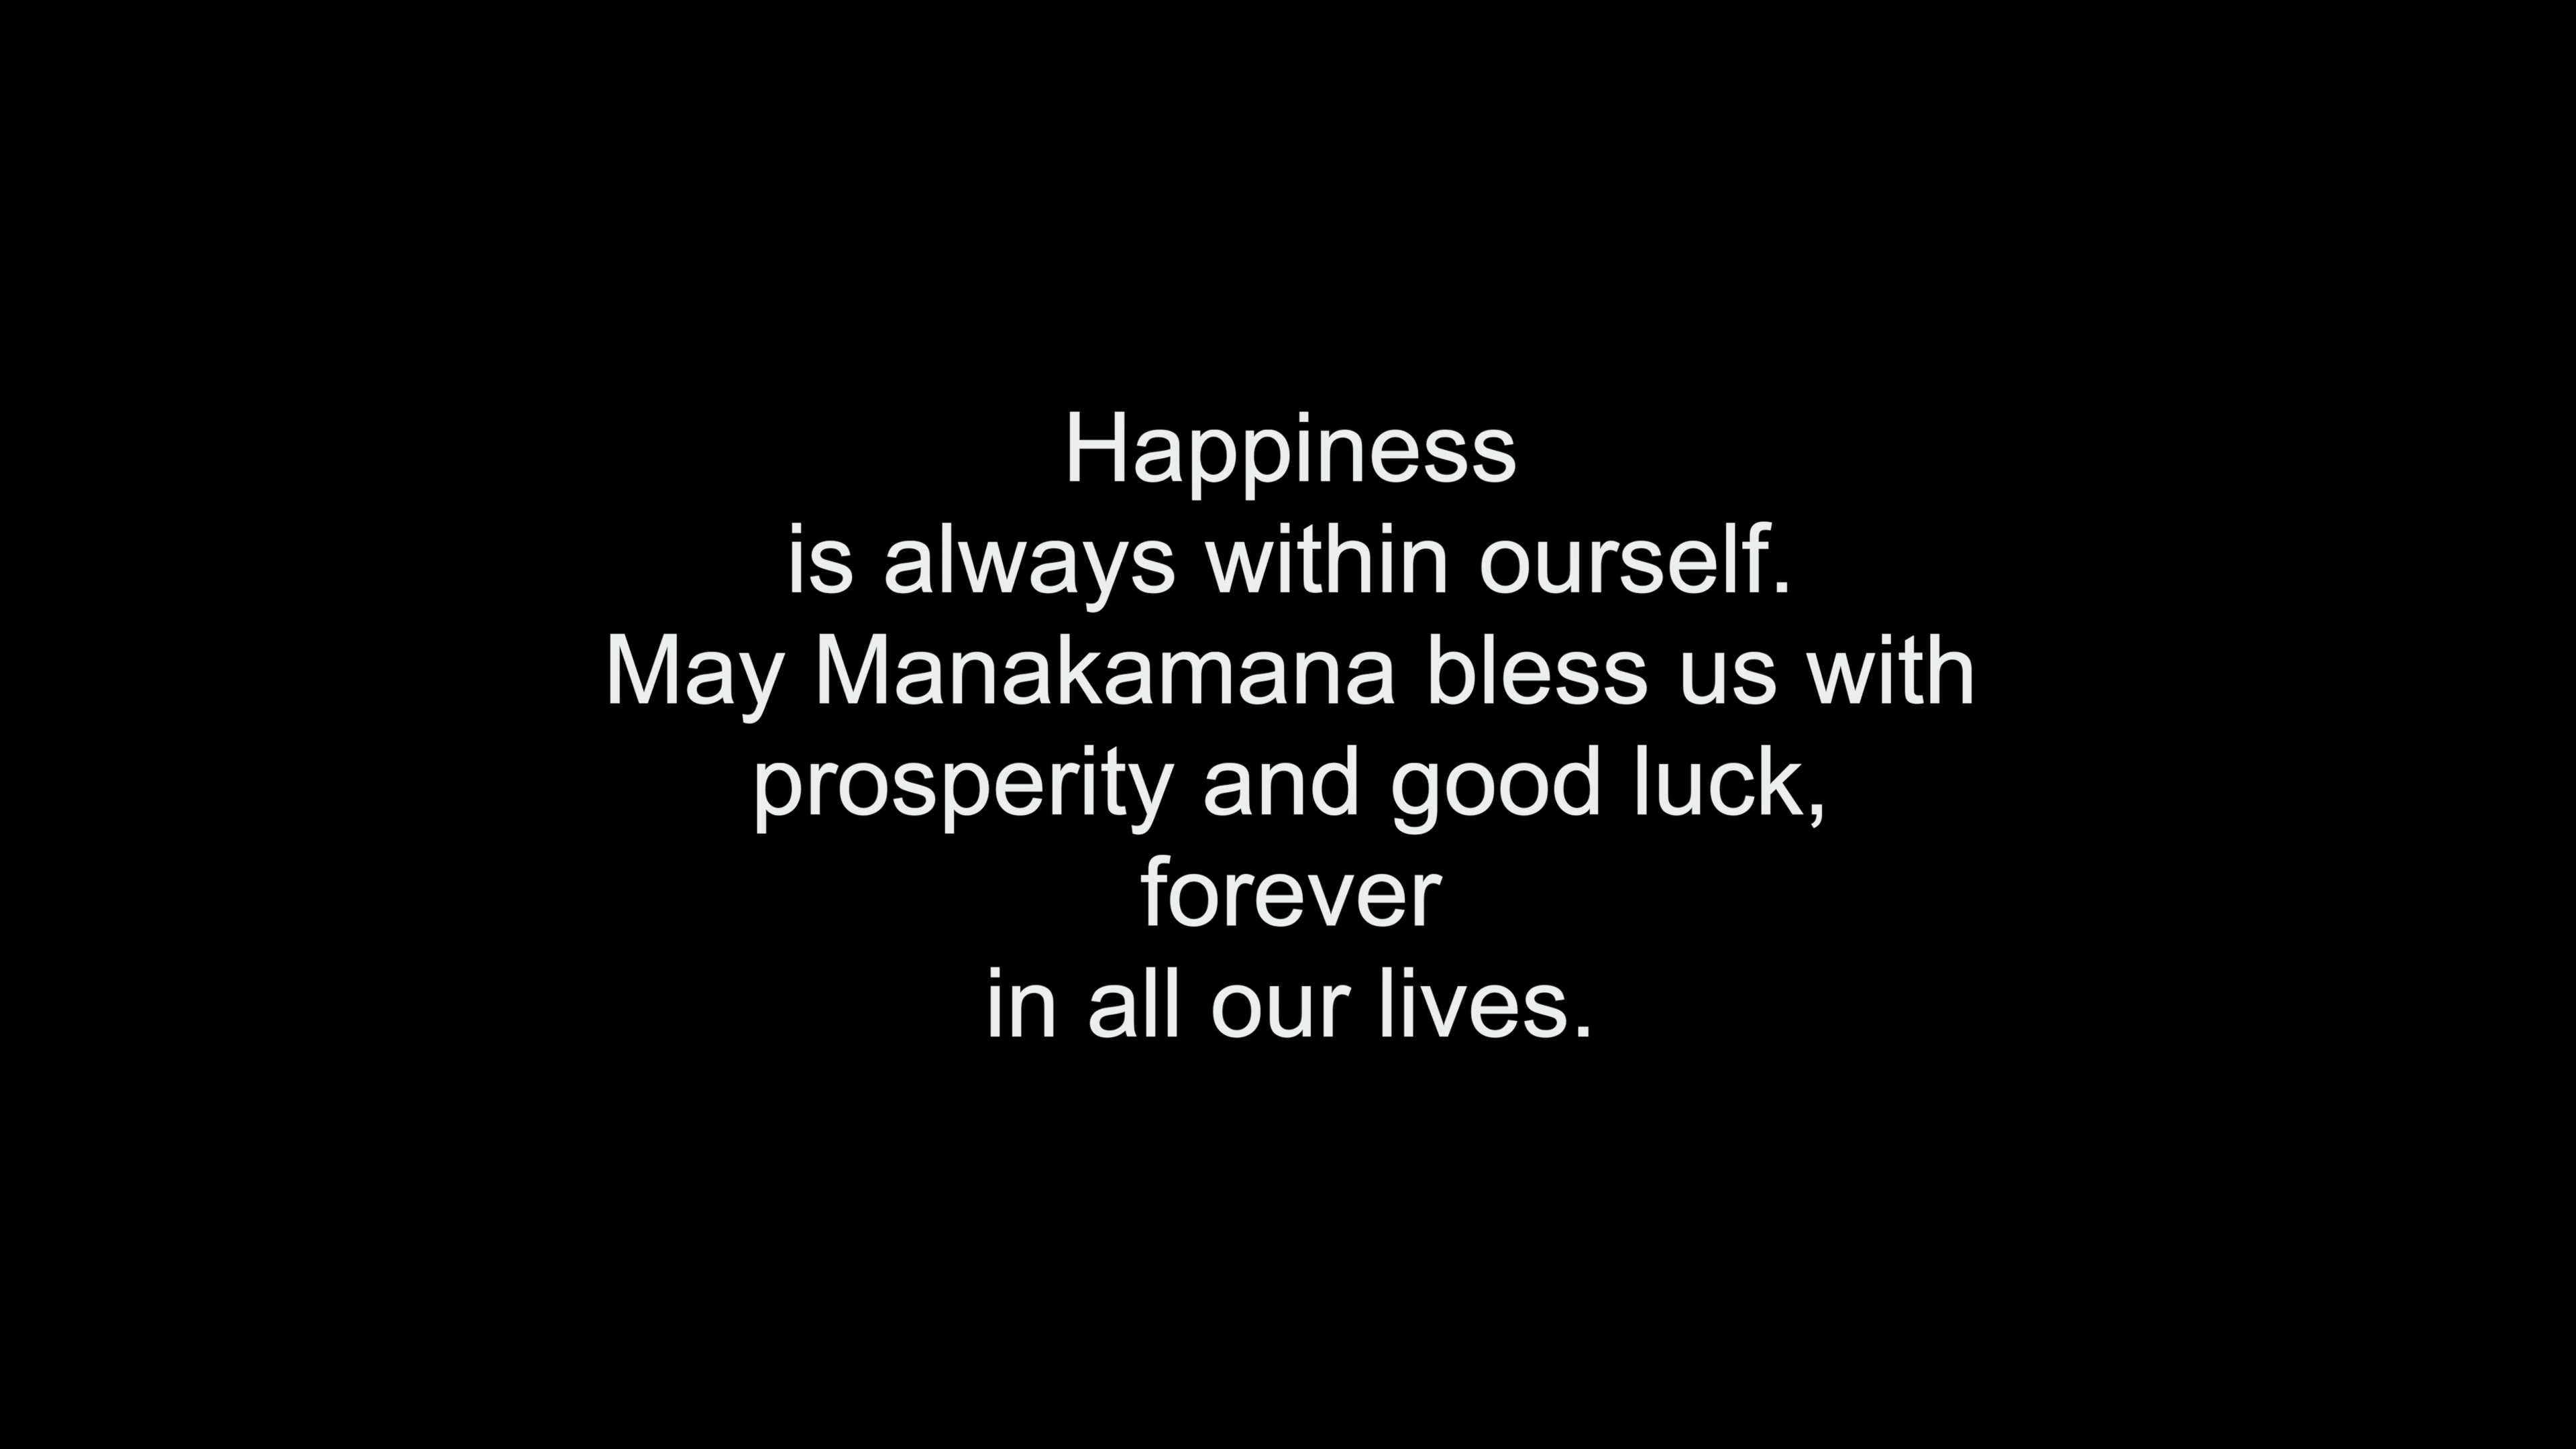 Happiness
is always within ourself.
May Manakamana bless us with
prosperity and good luck,
forever
in all our lives.